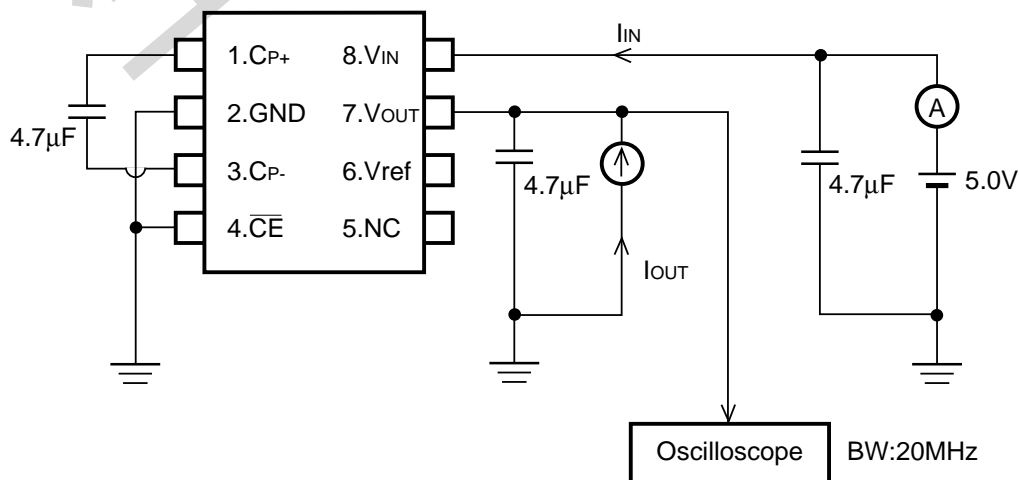 IIN
1.CP+ 8.VIN
A
2.GND 7.VOUT
4.7μF
3.CP- 6.Vref
4.7μF
4.7μF
5.0V
4.C̅E̅ 5.NC
IOUT
Oscilloscope BW:20MHz